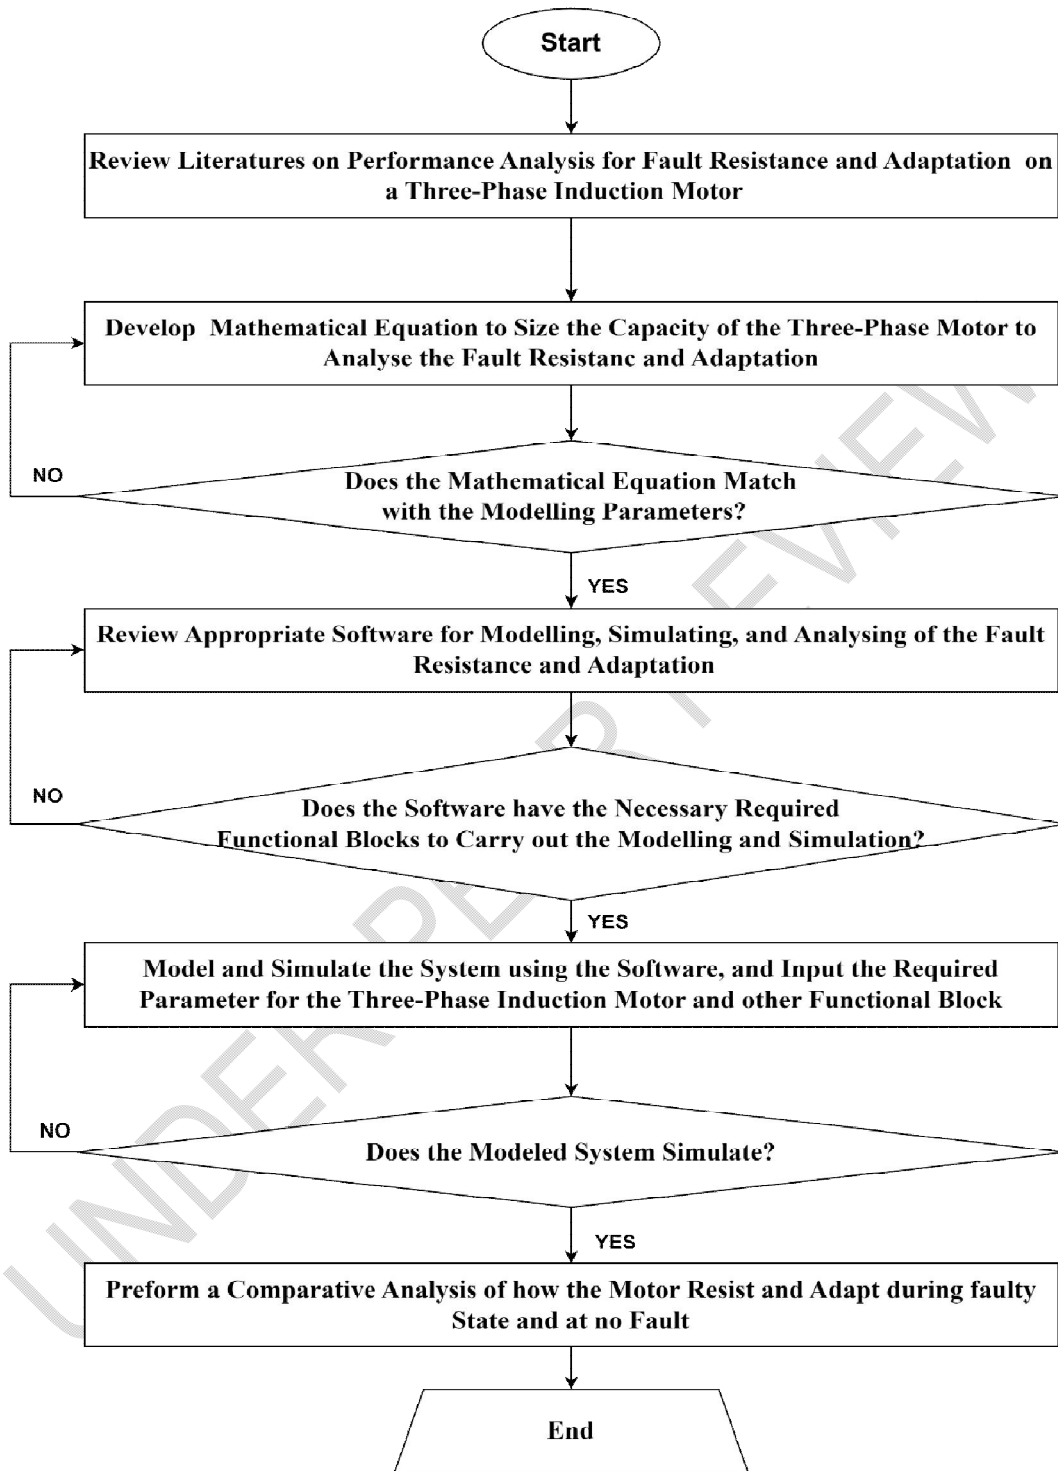 Start
Review Literatures on Performance Analysis for Fault Resistance and Adaptation on
a Three-Phase Induction Motor
Develop Mathematical Equation to Size the Capacity of the Three-Phase Motor to
Analyse the Fault Resistanc and Adaptation
NO
Does the Mathematical Equation Match
with the Modelling Parameters?
YES
Review Appropriate Software for Modelling, Simulating, and Analysing of the Fault
Resistance and Adaptation
NO
Does the Software have the Necessary Required
Functional Blocks to Carry out the Modelling and Simulation?
YES
Model and Simulate the System using the Software, and Input the Required
Parameter for the Three-Phase Induction Motor and other Functional Block
NO
Does the Modeled System Simulate?
YES
Preform a Comparative Analysis of how the Motor Resist and Adapt during faulty
State and at no Fault
End
UNDER PEER REVIEW